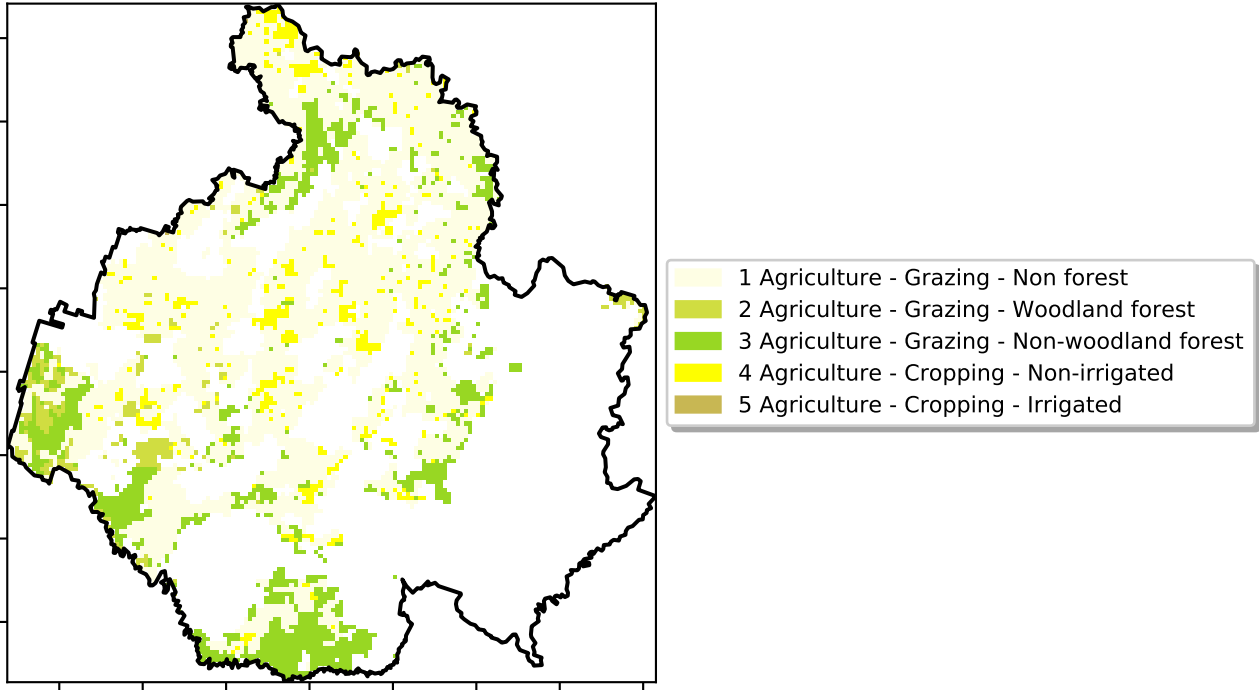 1 Agriculture - Grazing - Non forest
2 Agriculture - Grazing - Woodland forest
3 Agriculture - Grazing - Non-woodland forest
4 Agriculture - Cropping - Non-irrigated
5 Agriculture - Cropping - Irrigated